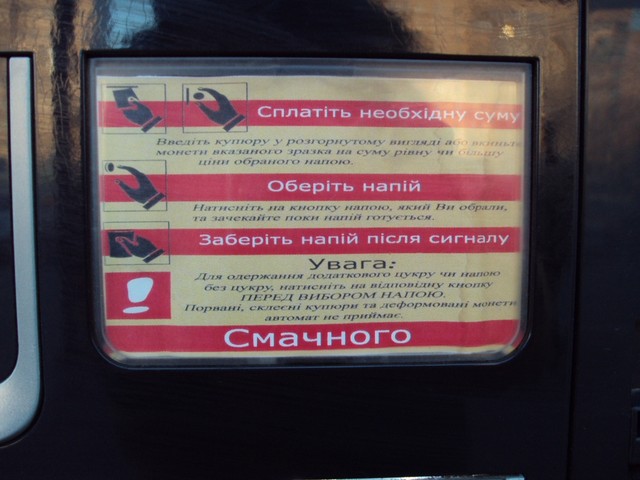 Сплатіть необхідну суму
Введіть купюру у розгорнутому вигляді або вкиньте
монети вказаного зразка на суму рівну чи більшу
ціни обраного напою.
Оберіть напій
Натисніть на кнопку напою, який Ви обрали,
та зачекайте поки напій готується.
Заберіть напій після сигналу
Увага:
Для одержання додаткового цукру чи напою
без цукру, натисніть на відповідну кнопку
ПЕРЕД ВИБОРОМ НАПОЮ.
Порвані, склеєні купюри та деформовані монети
автомат не приймає.
Смачного